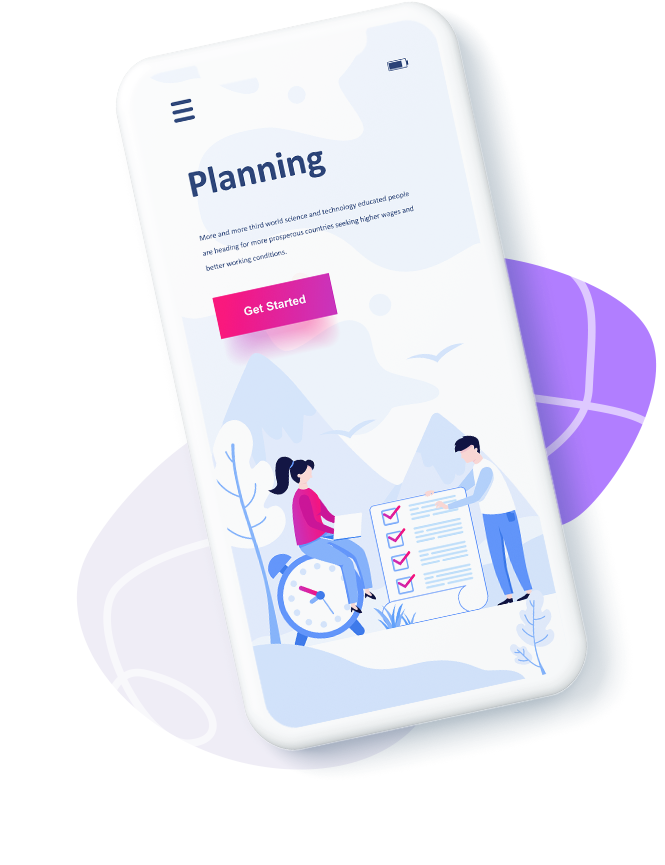 Planning
More and more third world science and technology educated people
are heading for more prosperous countries seeking higher wages and
better working conditions.
Get Started